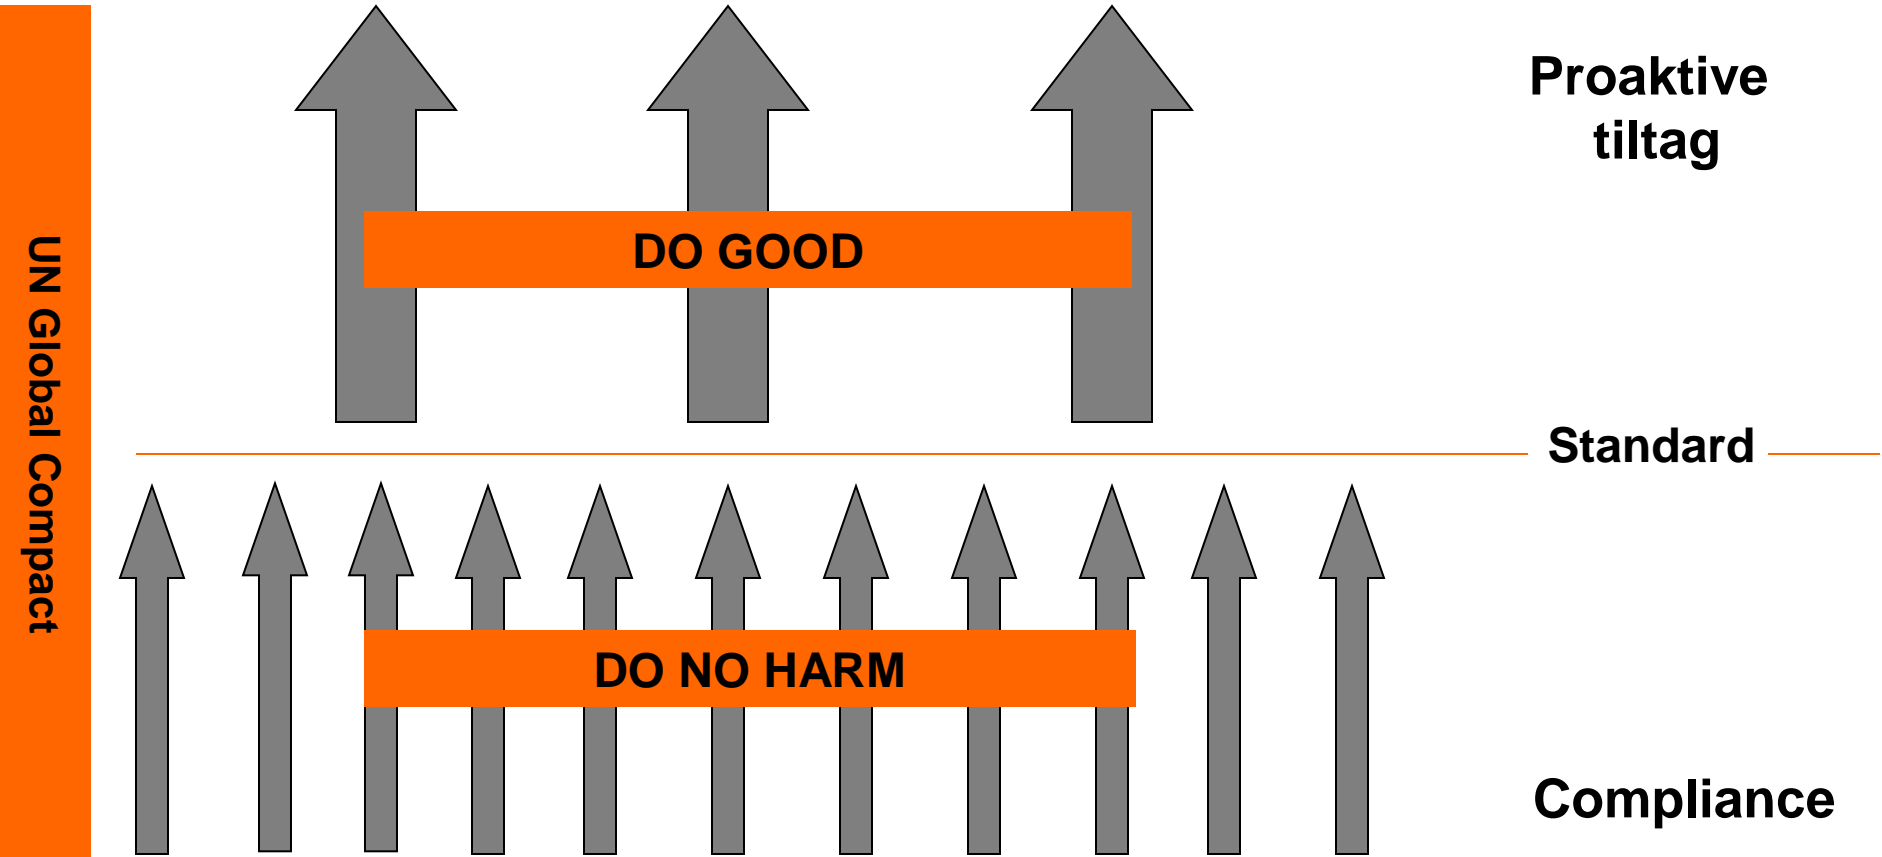 UN Global Compact
Proaktive
tiltag
DO GOOD
Standard
DO NO HARM
Compliance